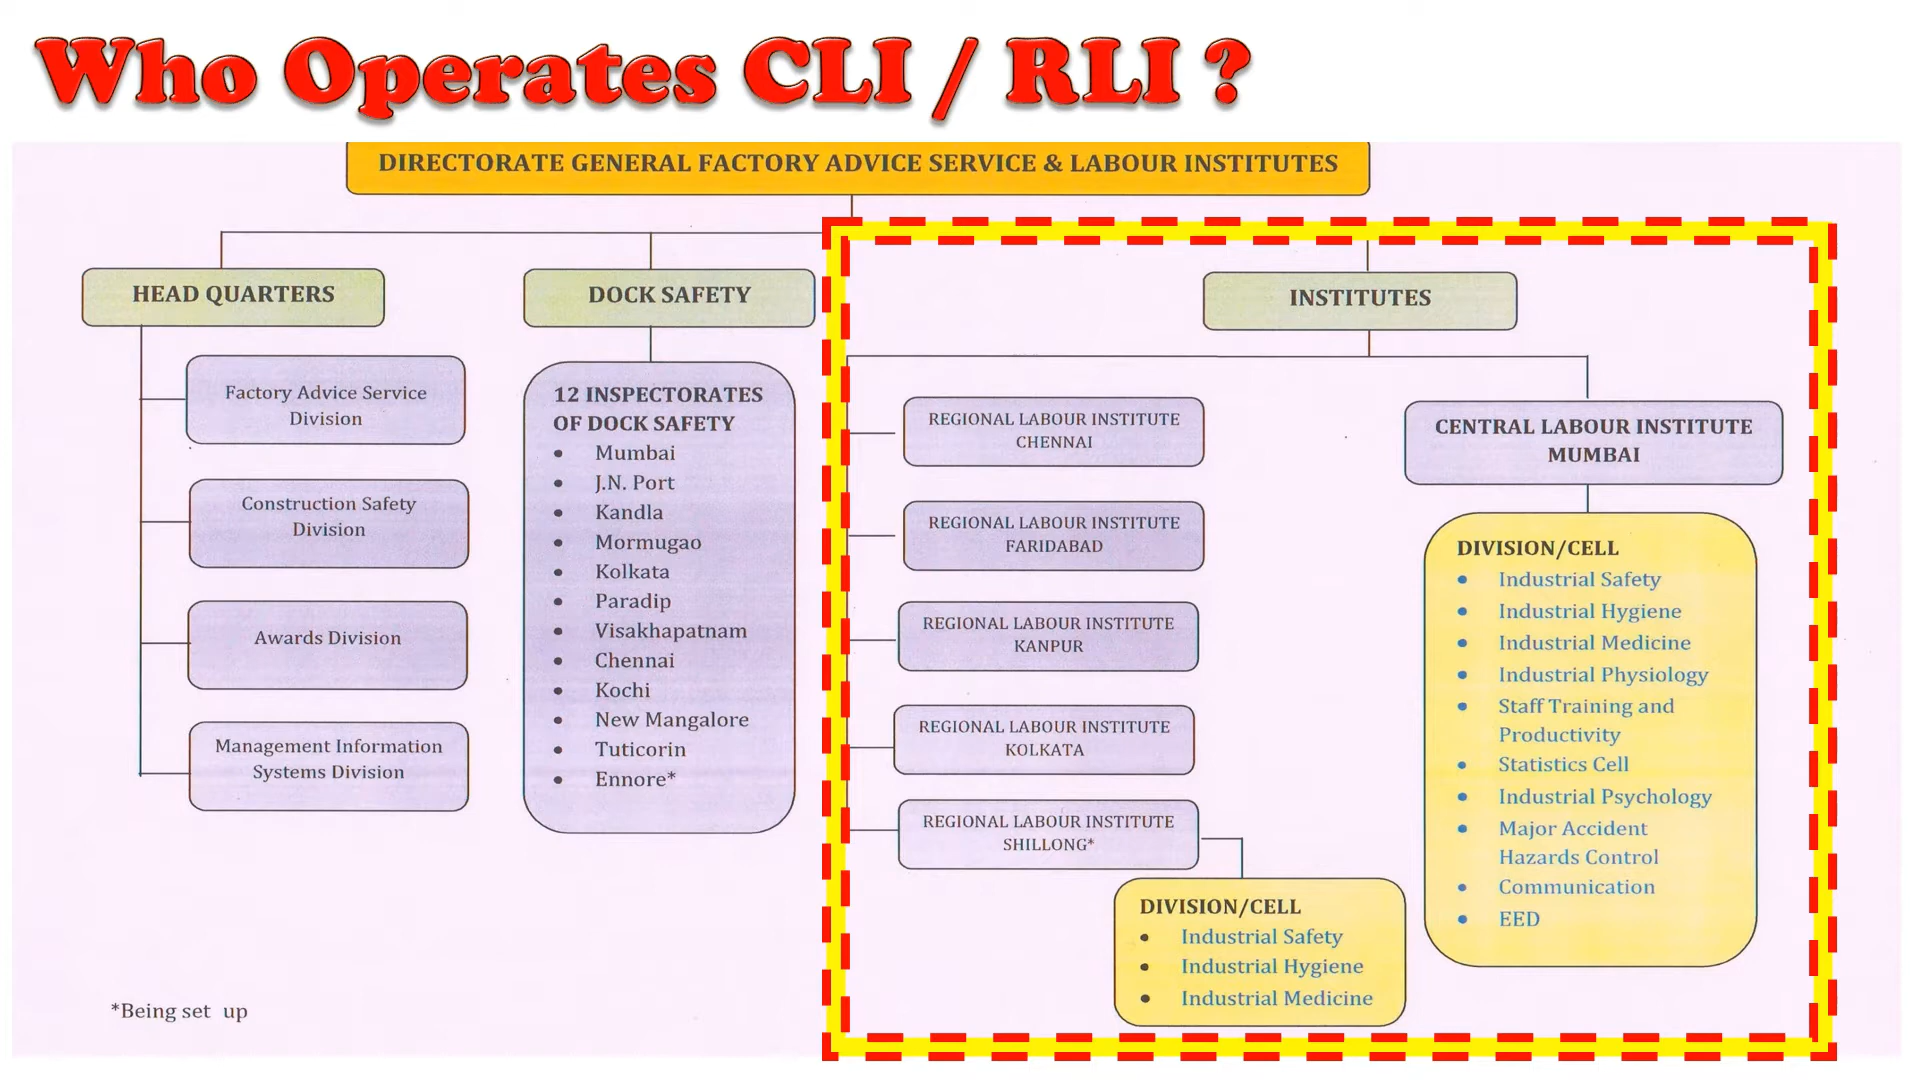 Who Operates CLI / RLI ?
DIRECTORATE GENERAL FACTORY ADVICE SERVICE & LABOUR INSTITUTES
HEAD QUARTERS
Factory Advice Service
Division
Construction Safety
Division
Awards Division
Management Information
Systems Division
DOCK SAFETY
12 INSPECTORATES
OF DOCK SAFETY
• Mumbai
• J.N. Port
• Kandla
• Mormugao
• Kolkata
• Paradip
• Visakhapatnam
• Chennai
• Kochi
• New Mangalore
• Tuticorin
• Ennore*
INSTITUTES
REGIONAL LABOUR INSTITUTE
CHENNAI
REGIONAL LABOUR INSTITUTE
FARIDABAD
REGIONAL LABOUR INSTITUTE
KANPUR
REGIONAL LABOUR INSTITUTE
KOLKATA
REGIONAL LABOUR INSTITUTE
SHILLONG*
DIVISION/CELL
• Industrial Safety
• Industrial Hygiene
• Industrial Medicine
CENTRAL LABOUR INSTITUTE
MUMBAI
DIVISION/CELL
• Industrial Safety
• Industrial Hygiene
• Industrial Medicine
• Industrial Physiology
• Staff Training and
Productivity
• Statistics Cell
• Industrial Psychology
• Major Accident
Hazards Control
• Communication
• EED
*Being set up